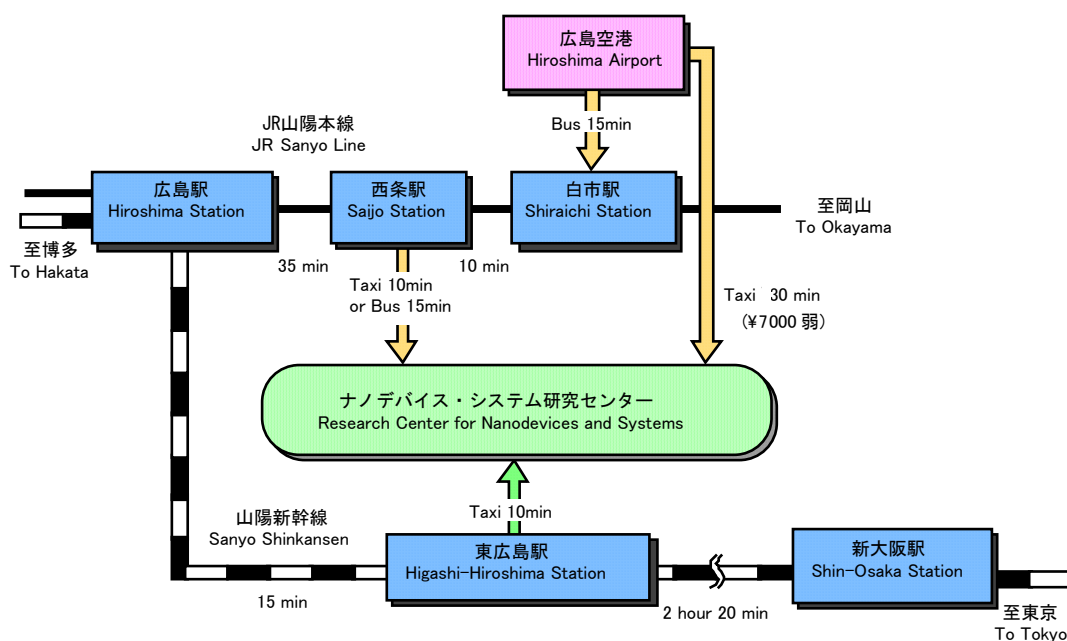 広島空港
Hiroshima Airport
Bus 15min
JR山陽本線
JR Sanyo Line
広島駅
Hiroshima Station
西条駅
Saijo Station
白市駅
Shiraichi Station
至岡山
To Okayama
至博多
To Hakata
35 min
10 min
Taxi 10min
or Bus 15min
Taxi 30 min
(¥7000 弱)
ナノデバイス・システム研究センター
Research Center for Nanodevices and Systems
Taxi 10min
山陽新幹線
Sanyo Shinkansen
東広島駅
Higashi-Hiroshima Station
新大阪駅
Shin-Osaka Station
15 min
2 hour 20 min
至東京
To Tokyo